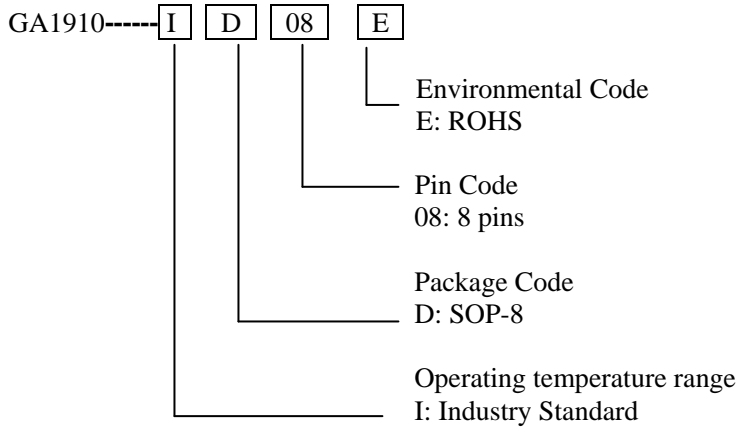 GA1910------ I D 08 E
Environmental Code
E: ROHS
Pin Code
08: 8 pins
Package Code
D: SOP-8
Operating temperature range
I: Industry Standard